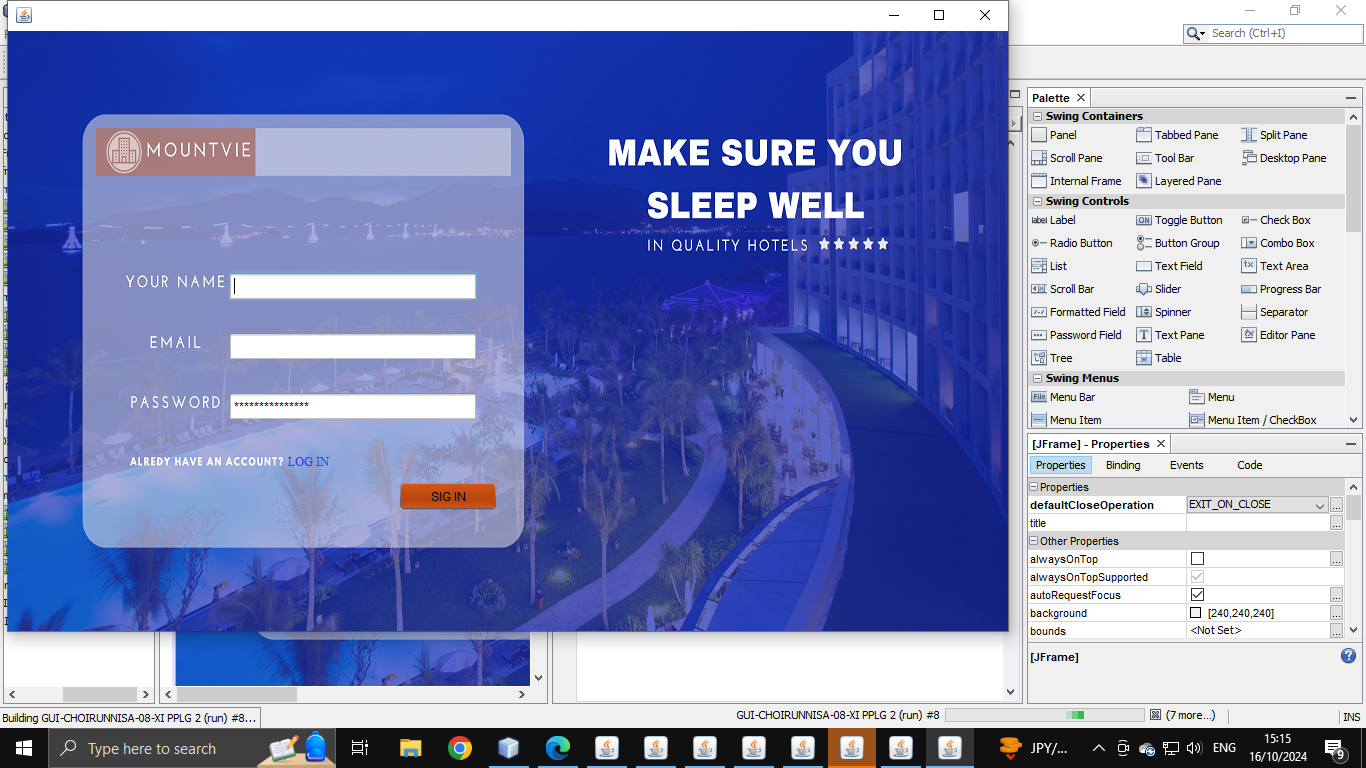 Search (Ctrl+I)
MOUNTVIE
MAKE SURE YOU
SLEEP WELL
IN QUALITY HOTELS
YOUR NAME
EMAIL
PASSWORD
***************
ALREDY HAVE AN ACCOUNT? LOG IN
SIG IN
Palette
Swing Containers
Panel Tabbed Pane Split Pane
Scroll Pane Tool Bar Desktop Pane
Internal Frame Layered Pane
Swing Controls
label Label ON Toggle Button Check Box
Radio Button Button Group Combo Box
List Text Field Text Area
Scroll Bar Slider Progress Bar
Formatted Field Spinner Separator
Password Field Text Pane Editor Pane
Tree Table
Swing Menus
File Menu Bar Menu
Menu Item Menu Item / CheckBox
[JFrame] - Properties
Properties Binding Events Code
Properties
defaultCloseOperation EXIT_ON_CLOSE ...
title ...
Other Properties
alwaysOnTop ...
alwaysOnTopSupported
autoRequestFocus ...
background [240,240,240] ...
bounds <Not Set> ...
[JFrame]
Building GUI-CHOIRUNNISA-08-XI PPLG 2 (run) #8...
GUI-CHOIRUNNISA-08-XI PPLG 2 (run) #8 (7 more...) INS
Type here to search
JPY/...
ENG
15:15
16/10/2024
9